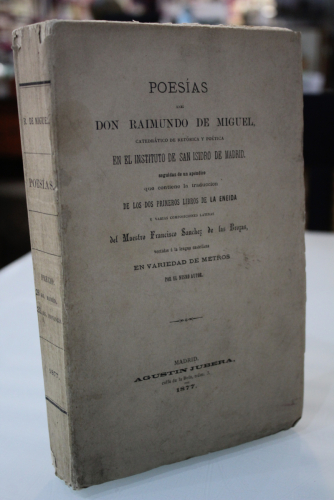 POESÍAS
DE
DON RAIMUNDO DE MIGUEL,
CATEDRÁTICO DE RETÓRICA Y POÉTICA
EN EL INSTITUTO DE SAN ISIDRO DE MADRID,
seguidas de un apéndice
que contiene la traduccion
DE LOS DOS PRIMEROS LIBROS DE LA ENEIDA
Y VARIAS COMPOSICIONES LATINAS
del Maestro Francisco Sanchez de las Brozas,
vertidas á la lengua castellana
EN VARIEDAD DE METROS
POR EL MISMO AUTOR.
MADRID:
AGUSTIN JUBERA,
1877.
R. DE MIGUEL.
POESÍAS.
1877.